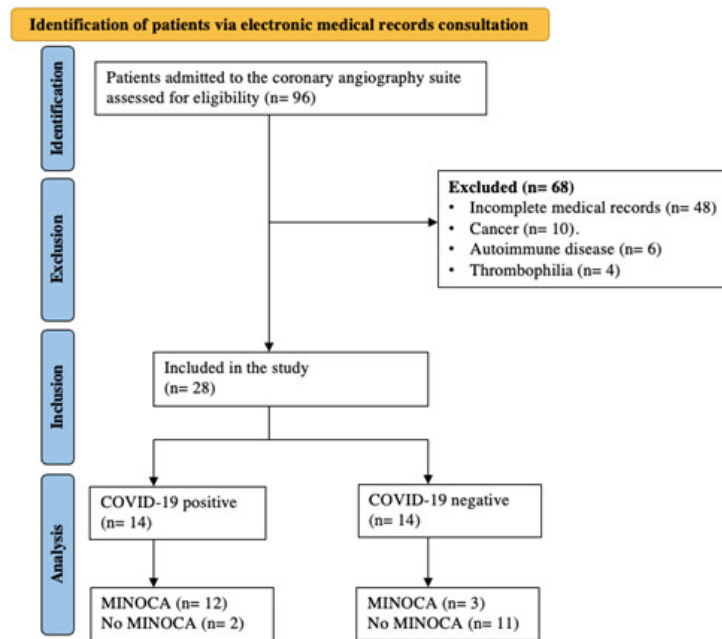 Identification of patients via electronic medical records consultation
Identification
Patients admitted to the coronary angiography suite
assessed for eligibility (n= 96)
Exclusion
Excluded (n= 68)
• Incomplete medical records (n= 48)
• Cancer (n= 10).
• Autoimmune disease (n= 6)
• Thrombophilia (n= 4)
Inclusion
Included in the study
(n= 28)
Analysis
COVID-19 positive
(n= 14)
COVID-19 negative
(n= 14)
MINOCA (n= 12)
No MINOCA (n= 2)
MINOCA (n= 3)
No MINOCA (n= 11)